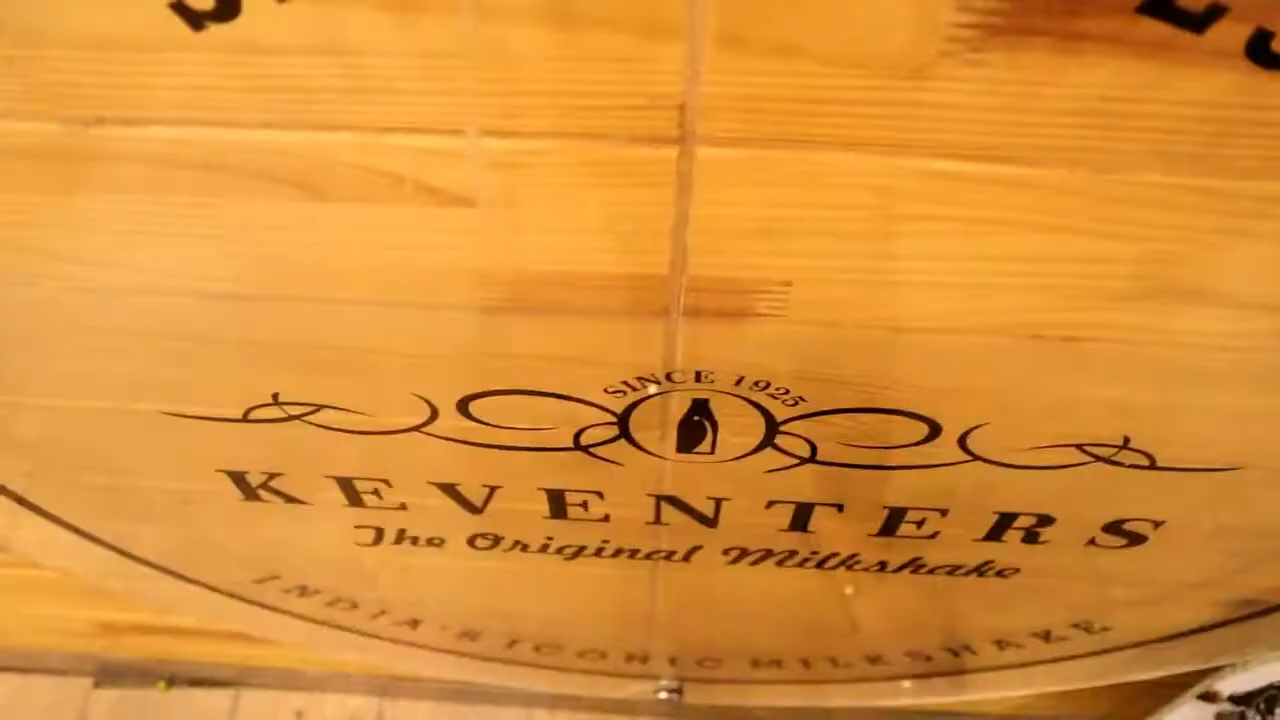 SINCE 1925
KEVENTERS
The Original Milkshake
INDIA'S ICONIC MILKSHAKE